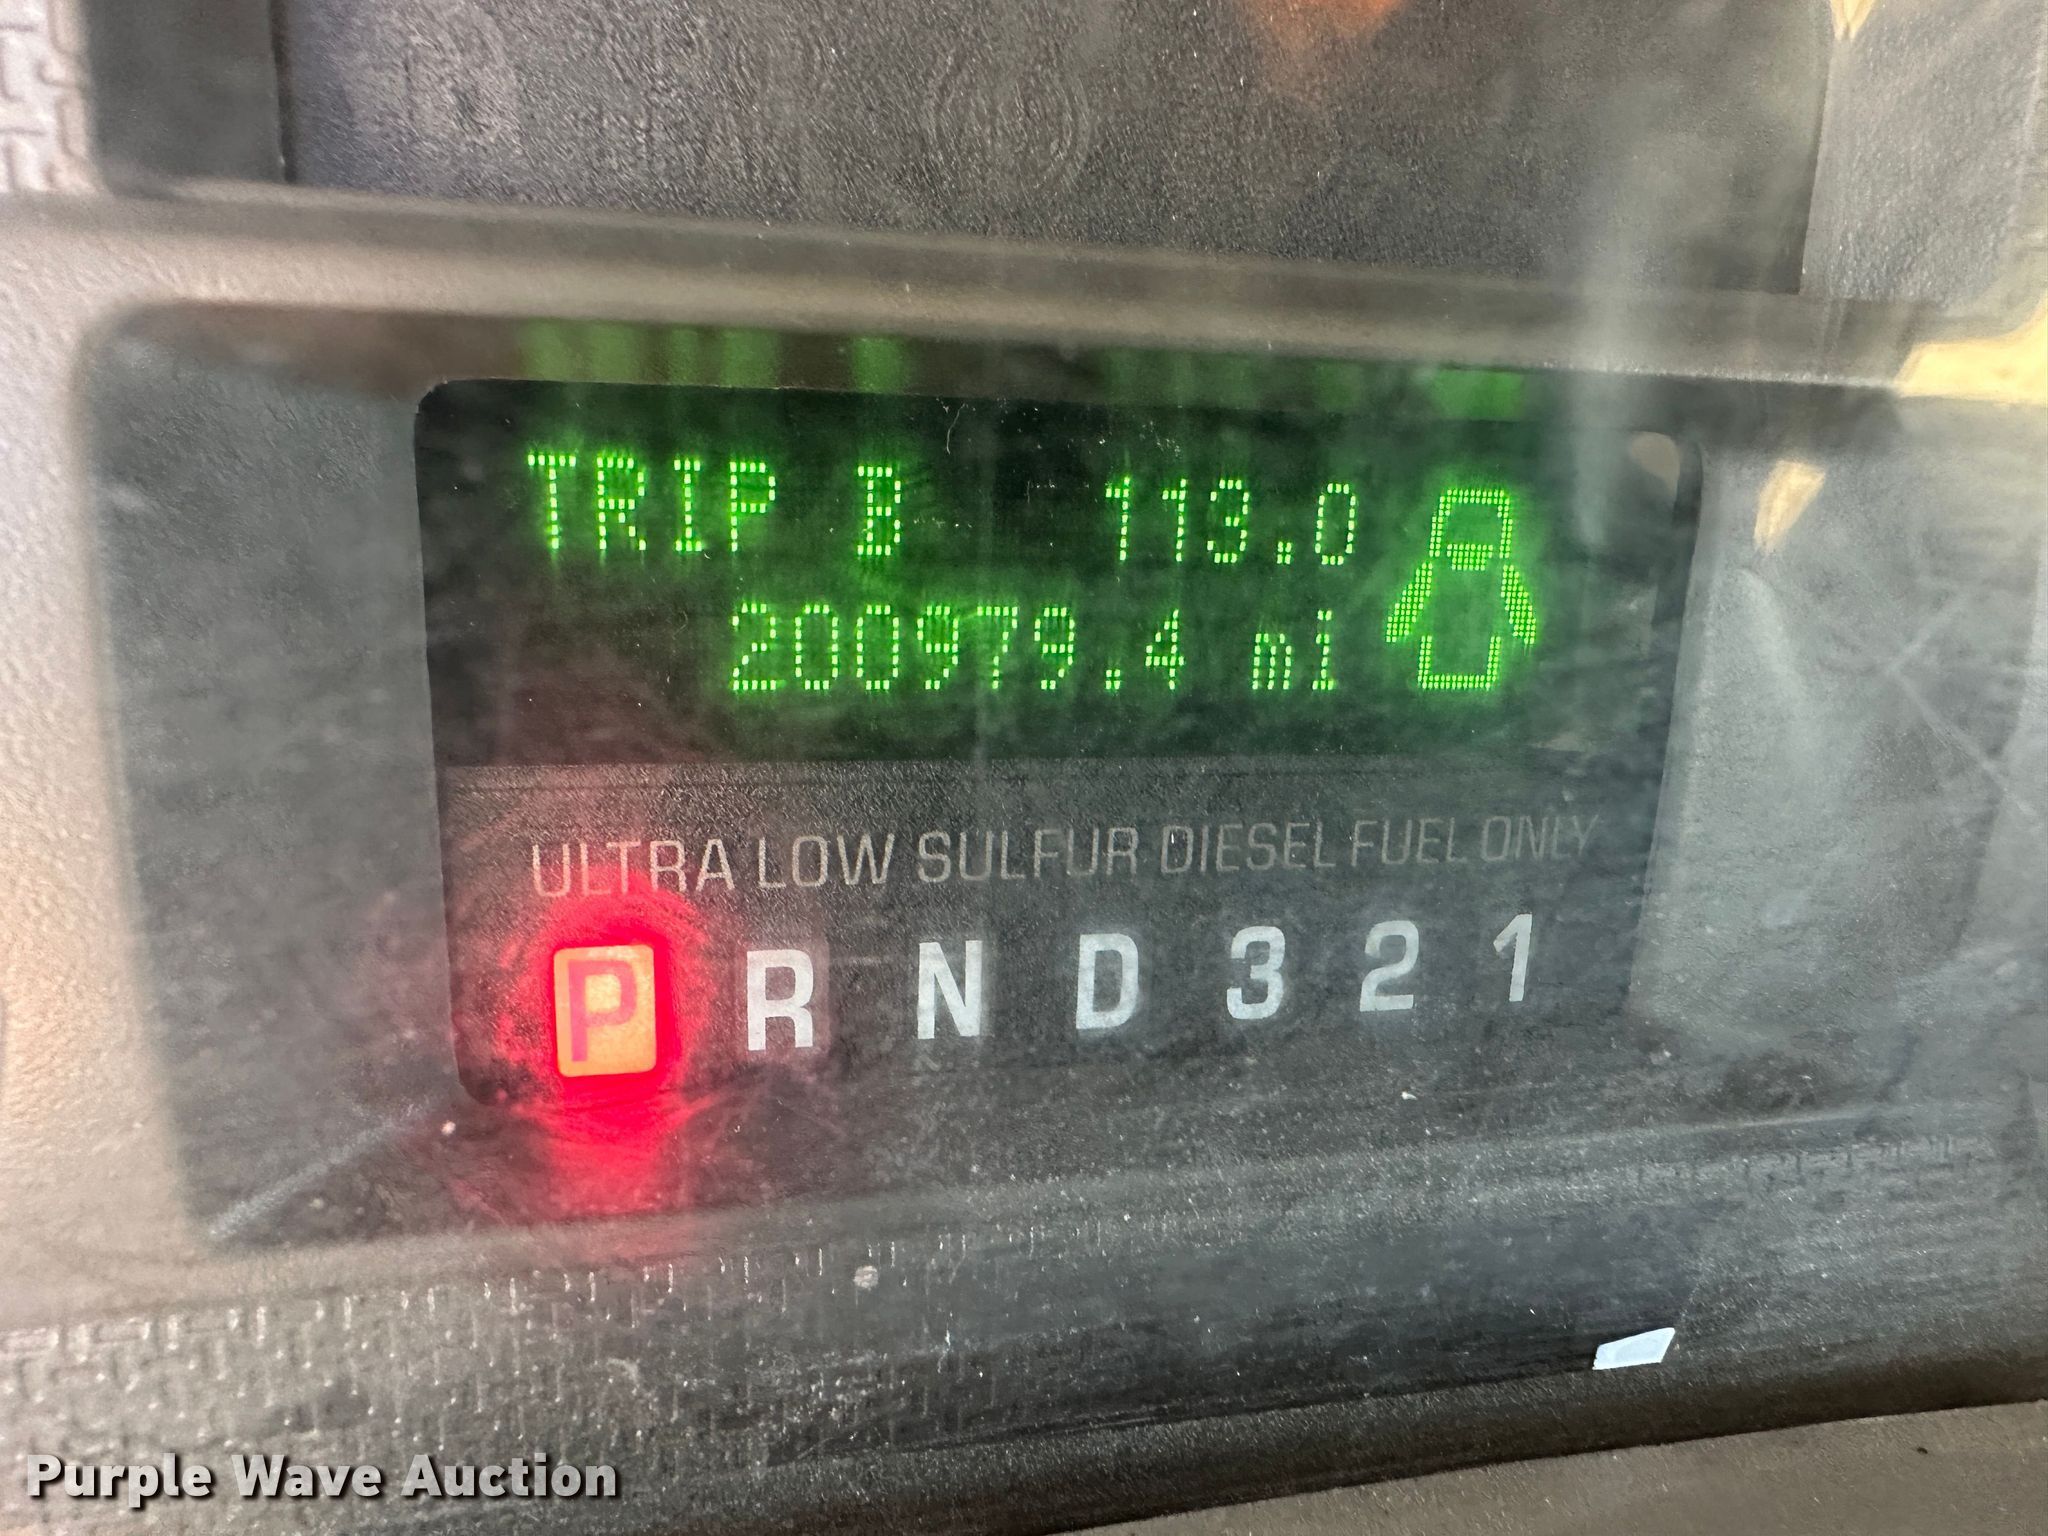 TRIP B 113.0
200979.4 mi
ULTRA LOW SULFUR DIESEL FUEL ONLY
P R N D 3 2 1
Purple Wave Auction